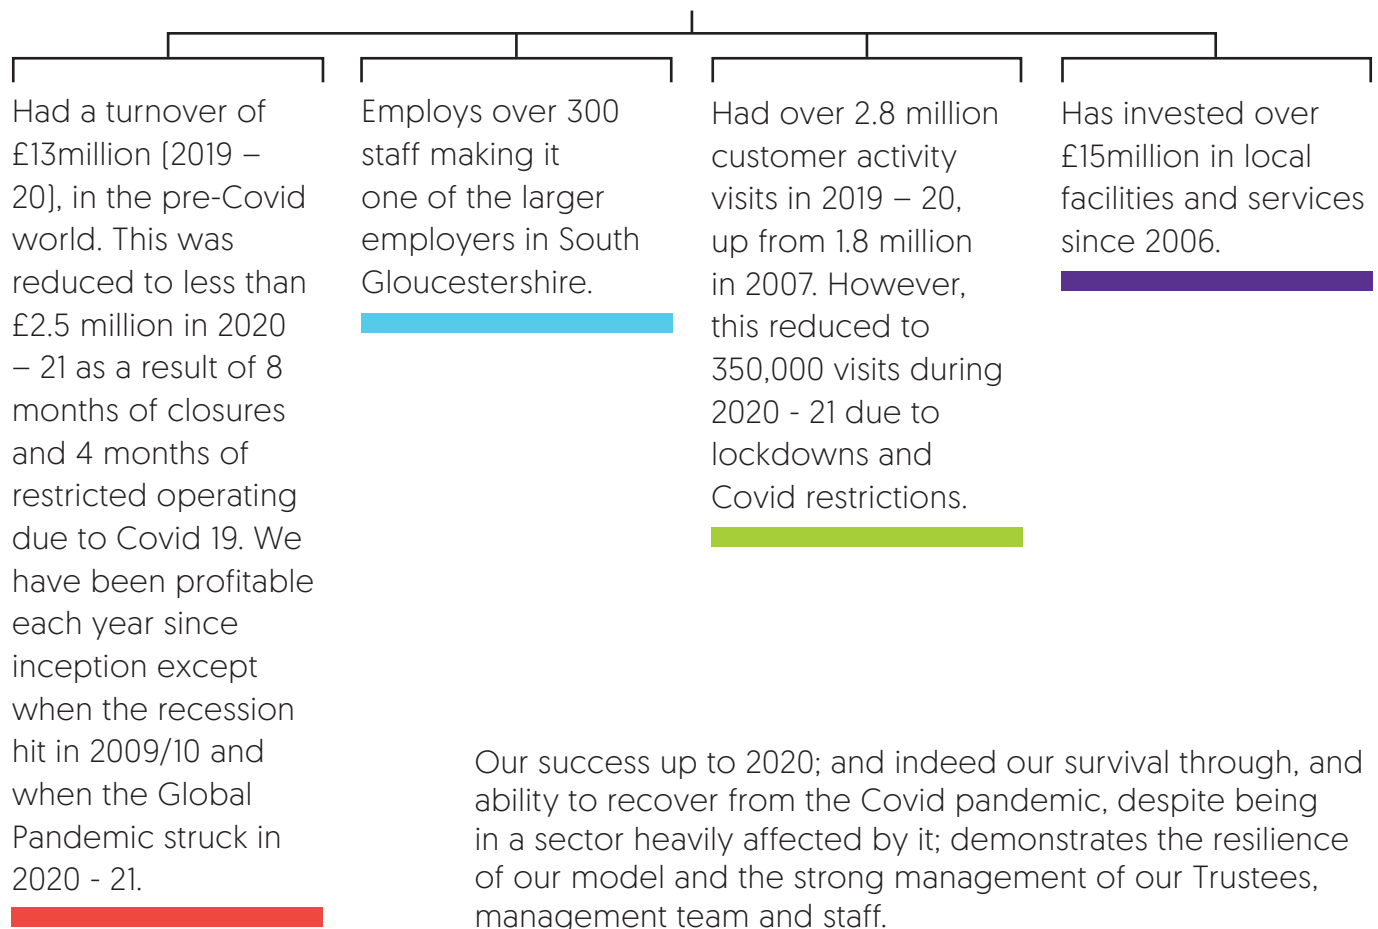 Had a turnover of
£13million (2019 –
20), in the pre-Covid
world. This was
reduced to less than
£2.5 million in 2020
– 21 as a result of 8
months of closures
and 4 months of
restricted operating
due to Covid 19. We
have been profitable
each year since
inception except
when the recession
hit in 2009/10 and
when the Global
Pandemic struck in
2020 - 21.
Employs over 300
staff making it
one of the larger
employers in South
Gloucestershire.
Had over 2.8 million
customer activity
visits in 2019 – 20,
up from 1.8 million
in 2007. However,
this reduced to
350,000 visits during
2020 - 21 due to
lockdowns and
Covid restrictions.
Has invested over
£15million in local
facilities and services
since 2006.
Our success up to 2020; and indeed our survival through, and
ability to recover from the Covid pandemic, despite being
in a sector heavily affected by it; demonstrates the resilience
of our model and the strong management of our Trustees,
management team and staff.